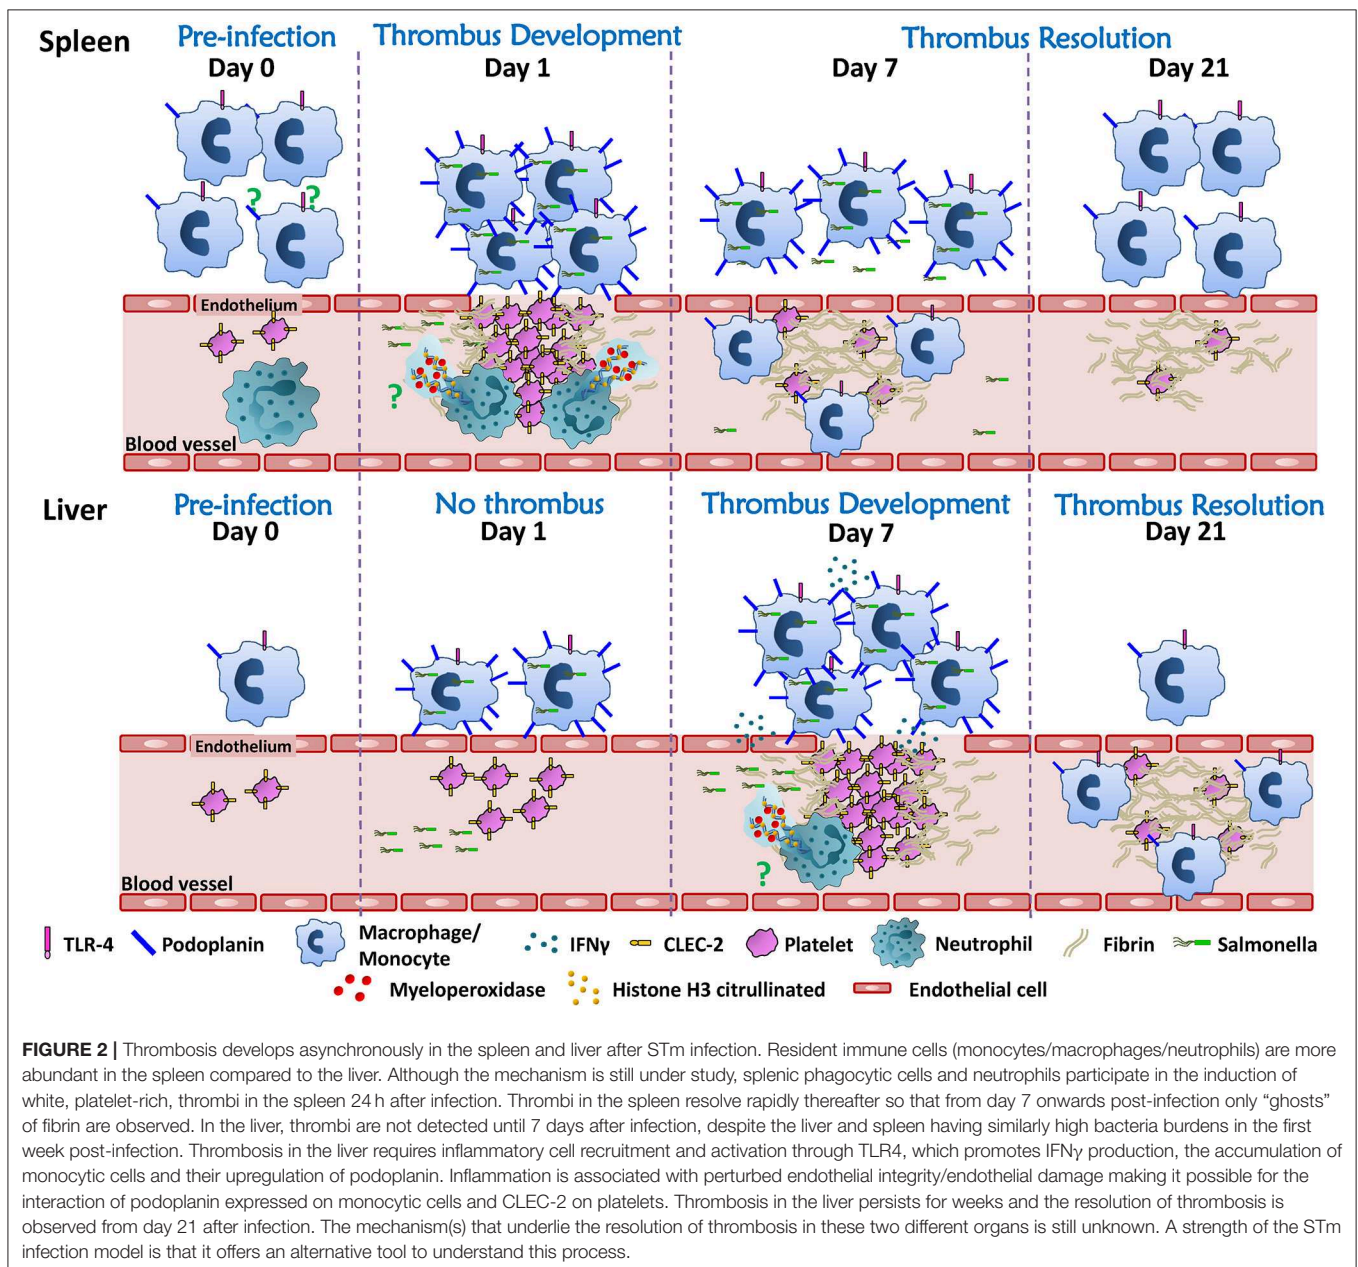 Spleen
Pre-infection
Day 0
Thrombus Development
Day 1
Thrombus Resolution
Day 7
Day 21
?
?
Endothelium
?
Blood vessel
Liver
Pre-infection
Day 0
No thrombus
Day 1
Thrombus Development
Day 7
Thrombus Resolution
Day 21
Endothelium
?
Blood vessel
TLR-4
Podoplanin
Macrophage/
Monocyte
IFNγ
CLEC-2
Platelet
Neutrophil
Fibrin
Salmonella
Myeloperoxidase
Histone H3 citrullinated
Endothelial cell
FIGURE 2 | Thrombosis develops asynchronously in the spleen and liver after STm infection. Resident immune cells (monocytes/macrophages/neutrophils) are more
abundant in the spleen compared to the liver. Although the mechanism is still under study, splenic phagocytic cells and neutrophils participate in the induction of
white, platelet-rich, thrombi in the spleen 24 h after infection. Thrombi in the spleen resolve rapidly thereafter so that from day 7 onwards post-infection only “ghosts”
of fibrin are observed. In the liver, thrombi are not detected until 7 days after infection, despite the liver and spleen having similarly high bacteria burdens in the first
week post-infection. Thrombosis in the liver requires inflammatory cell recruitment and activation through TLR4, which promotes IFNγ production, the accumulation of
monocytic cells and their upregulation of podoplanin. Inflammation is associated with perturbed endothelial integrity/endothelial damage making it possible for the
interaction of podoplanin expressed on monocytic cells and CLEC-2 on platelets. Thrombosis in the liver persists for weeks and the resolution of thrombosis is
observed from day 21 after infection. The mechanism(s) that underlie the resolution of thrombosis in these two different organs is still unknown. A strength of the STm
infection model is that it offers an alternative tool to understand this process.